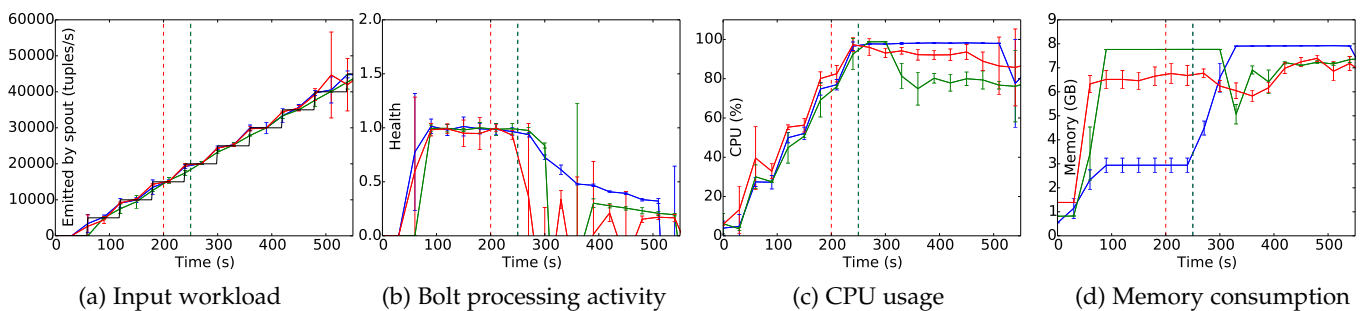 60000
50000
40000
30000
20000
10000
0
Emitted by spout (tuples/s)
0 100 200 300 400 500
Time (s)
(a) Input workload
2.0
1.5
1.0
0.5
0.0
Health
0 100 200 300 400 500
Time (s)
(b) Bolt processing activity
100
80
60
40
20
0
CPU (%)
0 100 200 300 400 500
Time (s)
(c) CPU usage
9
8
7
6
5
4
3
2
1
0
Memory (GB)
0 100 200 300 400 500
Time (s)
(d) Memory consumption